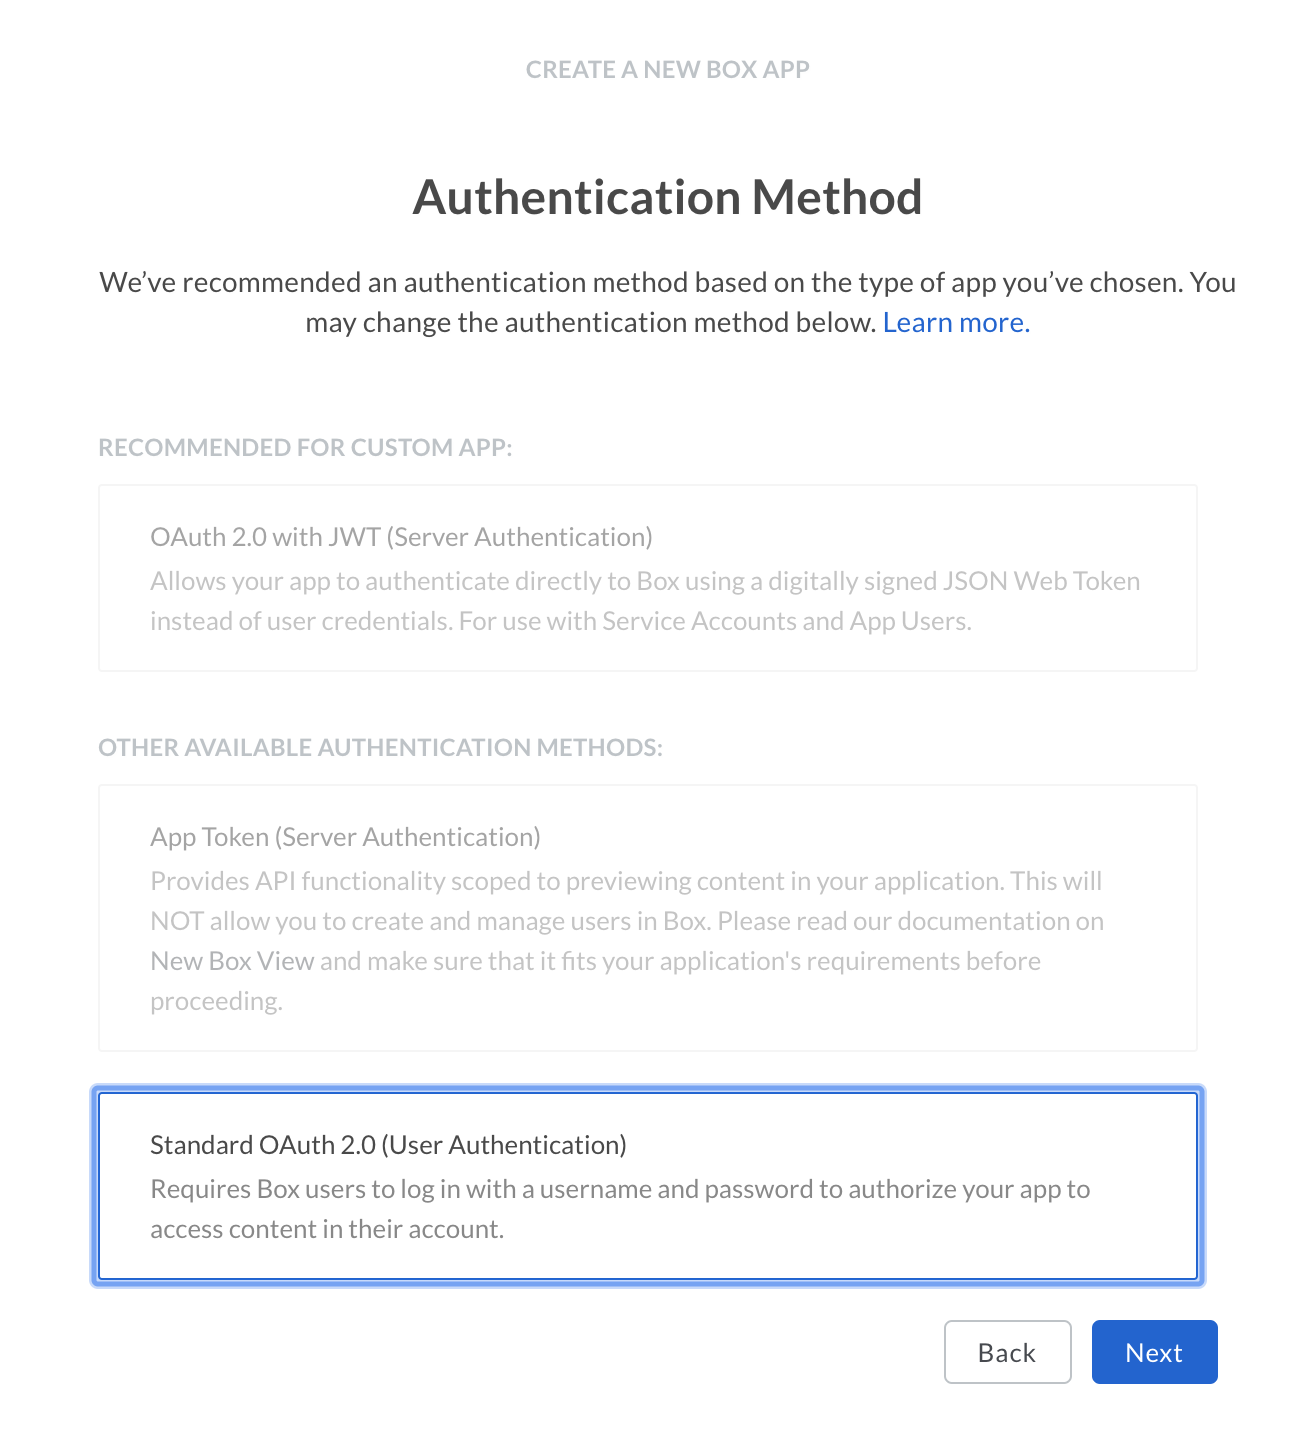 CREATE A NEW BOX APP
Authentication Method
We’ve recommended an authentication method based on the type of app you’ve chosen. You
may change the authentication method below. Learn more.
RECOMMENDED FOR CUSTOM APP:
OAuth 2.0 with JWT (Server Authentication)
Allows your app to authenticate directly to Box using a digitally signed JSON Web Token
instead of user credentials. For use with Service Accounts and App Users.
OTHER AVAILABLE AUTHENTICATION METHODS:
App Token (Server Authentication)
Provides API functionality scoped to previewing content in your application. This will
NOT allow you to create and manage users in Box. Please read our documentation on
New Box View and make sure that it fits your application's requirements before
proceeding.
Standard OAuth 2.0 (User Authentication)
Requires Box users to log in with a username and password to authorize your app to
access content in their account.
Back Next